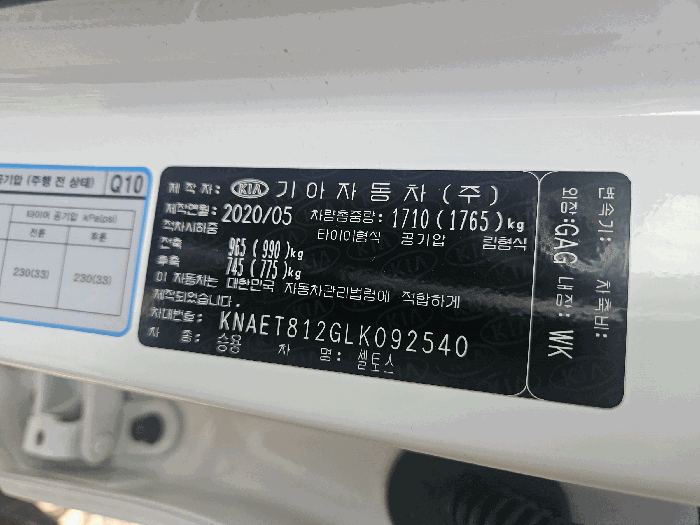 공기압 (주행 전 상태) Q10
타이어 공기압 kPa(psi)
전륜 후륜
230(33) 230(33)
제 작 자: KIA 기아자동차(주)
제작연월: 2020/05 차량총중량: 1710(1765)kg
적차시하중 타이어형식 공기압 림형식
전축 965(990)kg
후축 745(775)kg
이 자동차는 대한민국 자동차관리법령에 적합하게
제작되었습니다.
차대번호: KNAET812GLK092540
차 종: 승용 차 명: 셀토스
변속기: 차축비:
외장:GAG 내장: WK